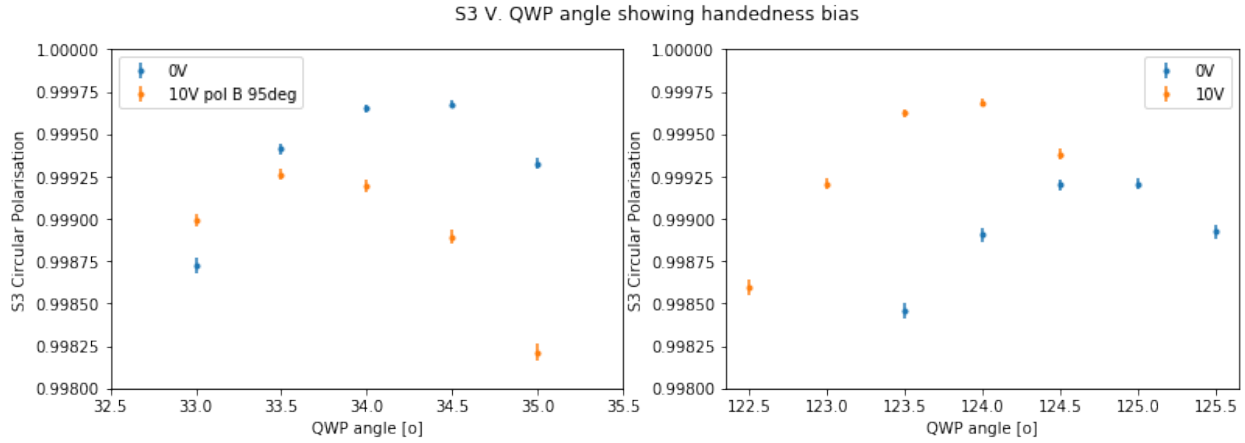 S3 V. QWP angle showing handedness bias
1.00000
0.99975
0.99950
0.99925
0.99900
0.99875
0.99850
0.99825
0.99800
S3 Circular Polarisation
0V
10V pol B 95deg
32.5 33.0 33.5 34.0 34.5 35.0 35.5
QWP angle [o]
1.00000
0.99975
0.99950
0.99925
0.99900
0.99875
0.99850
0.99825
0.99800
S3 Circular Polarisation
0V
10V
122.5 123.0 123.5 124.0 124.5 125.0 125.5
QWP angle [o]